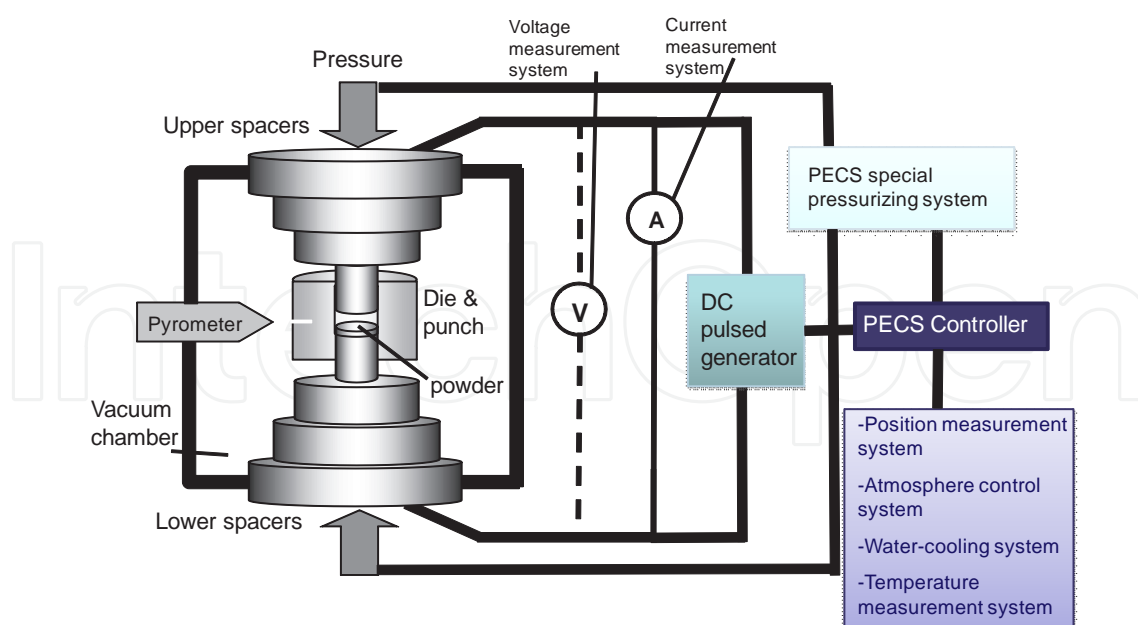 Voltage
measurement
system
Current
measurement
system
Pressure
Upper spacers
PECS special
pressurizing system
A
V
Die &
punch
Pyrometer
DC
pulsed
generator
PECS Controller
powder
Vacuum
chamber
Lower spacers
-Position measurement
system
-Atmosphere control
system
-Water-cooling system
-Temperature
measurement system
IntechOpen